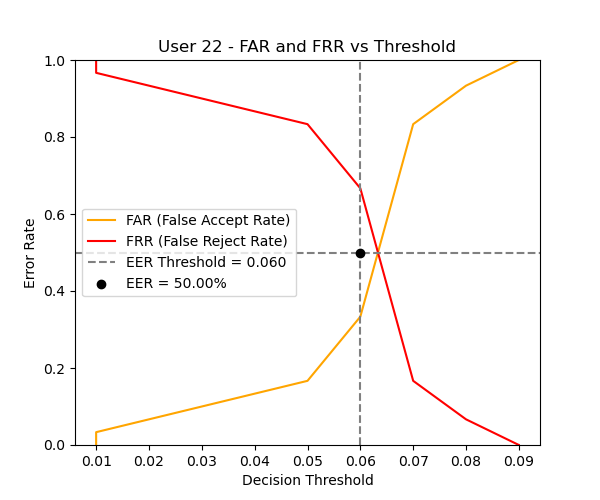 User 22 - FAR and FRR vs Threshold
1.0
0.8
0.6
0.4
0.2
0.0
Error Rate
FAR (False Accept Rate)
FRR (False Reject Rate)
EER Threshold = 0.060
EER = 50.00%
0.01 0.02 0.03 0.04 0.05 0.06 0.07 0.08 0.09
Decision Threshold